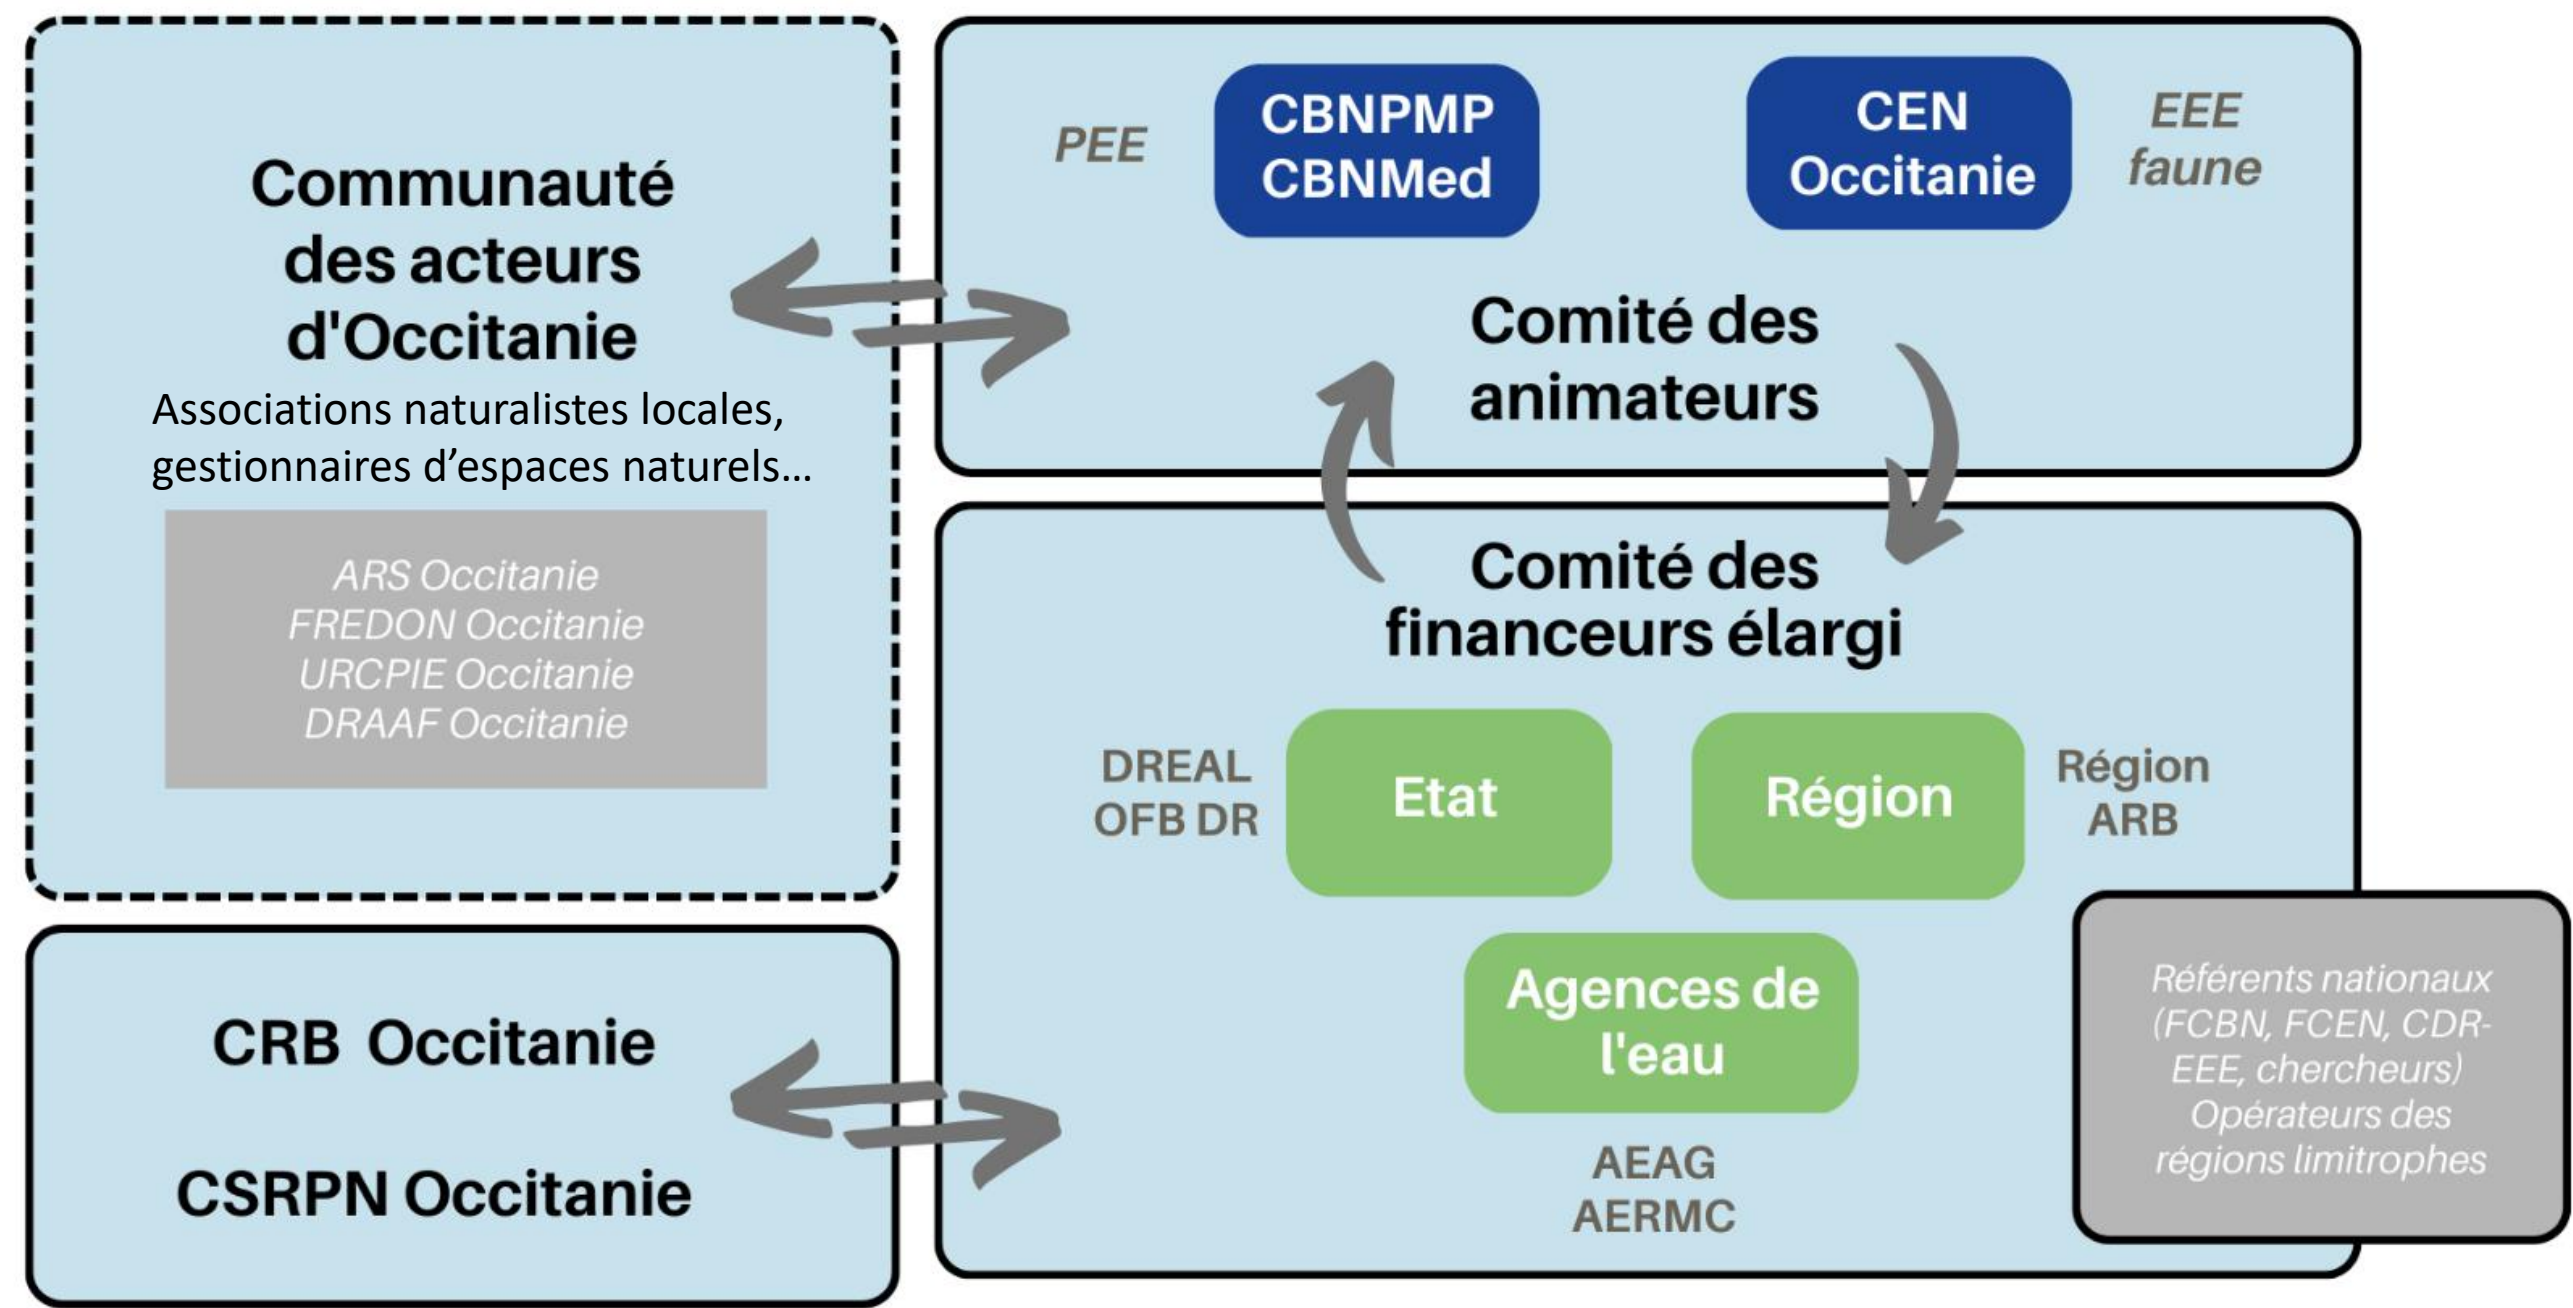 Communauté
des acteurs
d'Occitanie
Associations naturalistes locales,
gestionnaires d’espaces naturels…
ARS Occitanie
FREDON Occitanie
URCPIE Occitanie
DRAAF Occitanie
PEE
CBNPMP
CBNMed
CEN
Occitanie
EEE
faune
Comité des
animateurs
Comité des
financeurs élargi
DREAL
OFB DR
Etat
Région
Région
ARB
Agences de
l'eau
AEAG
AERMC
Référents nationaux
(FCBN, FCEN, CDR-
EEE, chercheurs)
Opérateurs des
régions limitrophes
CRB Occitanie
CSRPN Occitanie